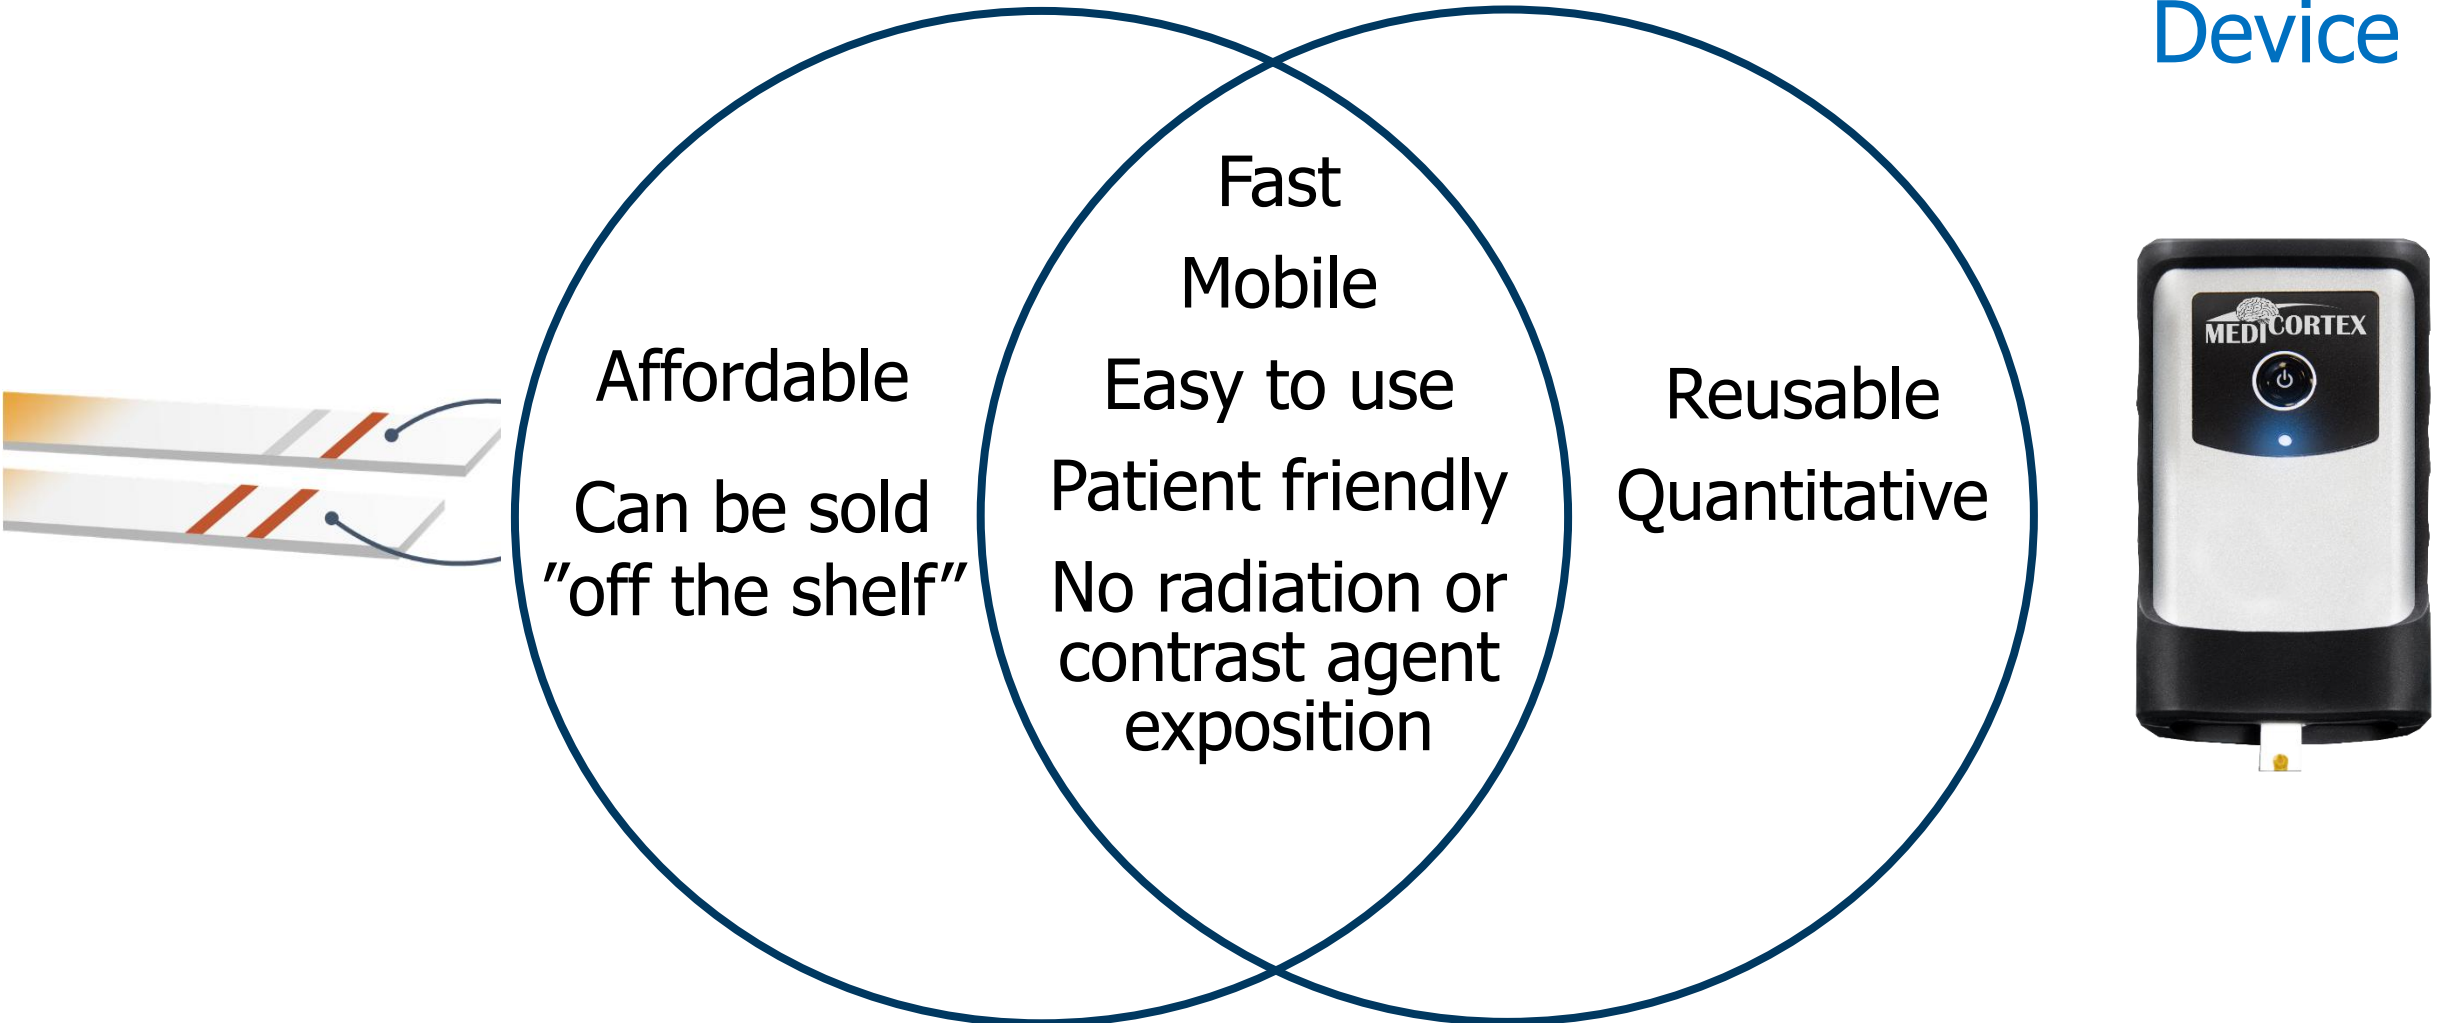 Device
Affordable
Can be sold
”off the shelf”
Fast
Mobile
Easy to use
Patient friendly
No radiation or
contrast agent
exposition
Reusable
Quantitative
MEDICORTEX